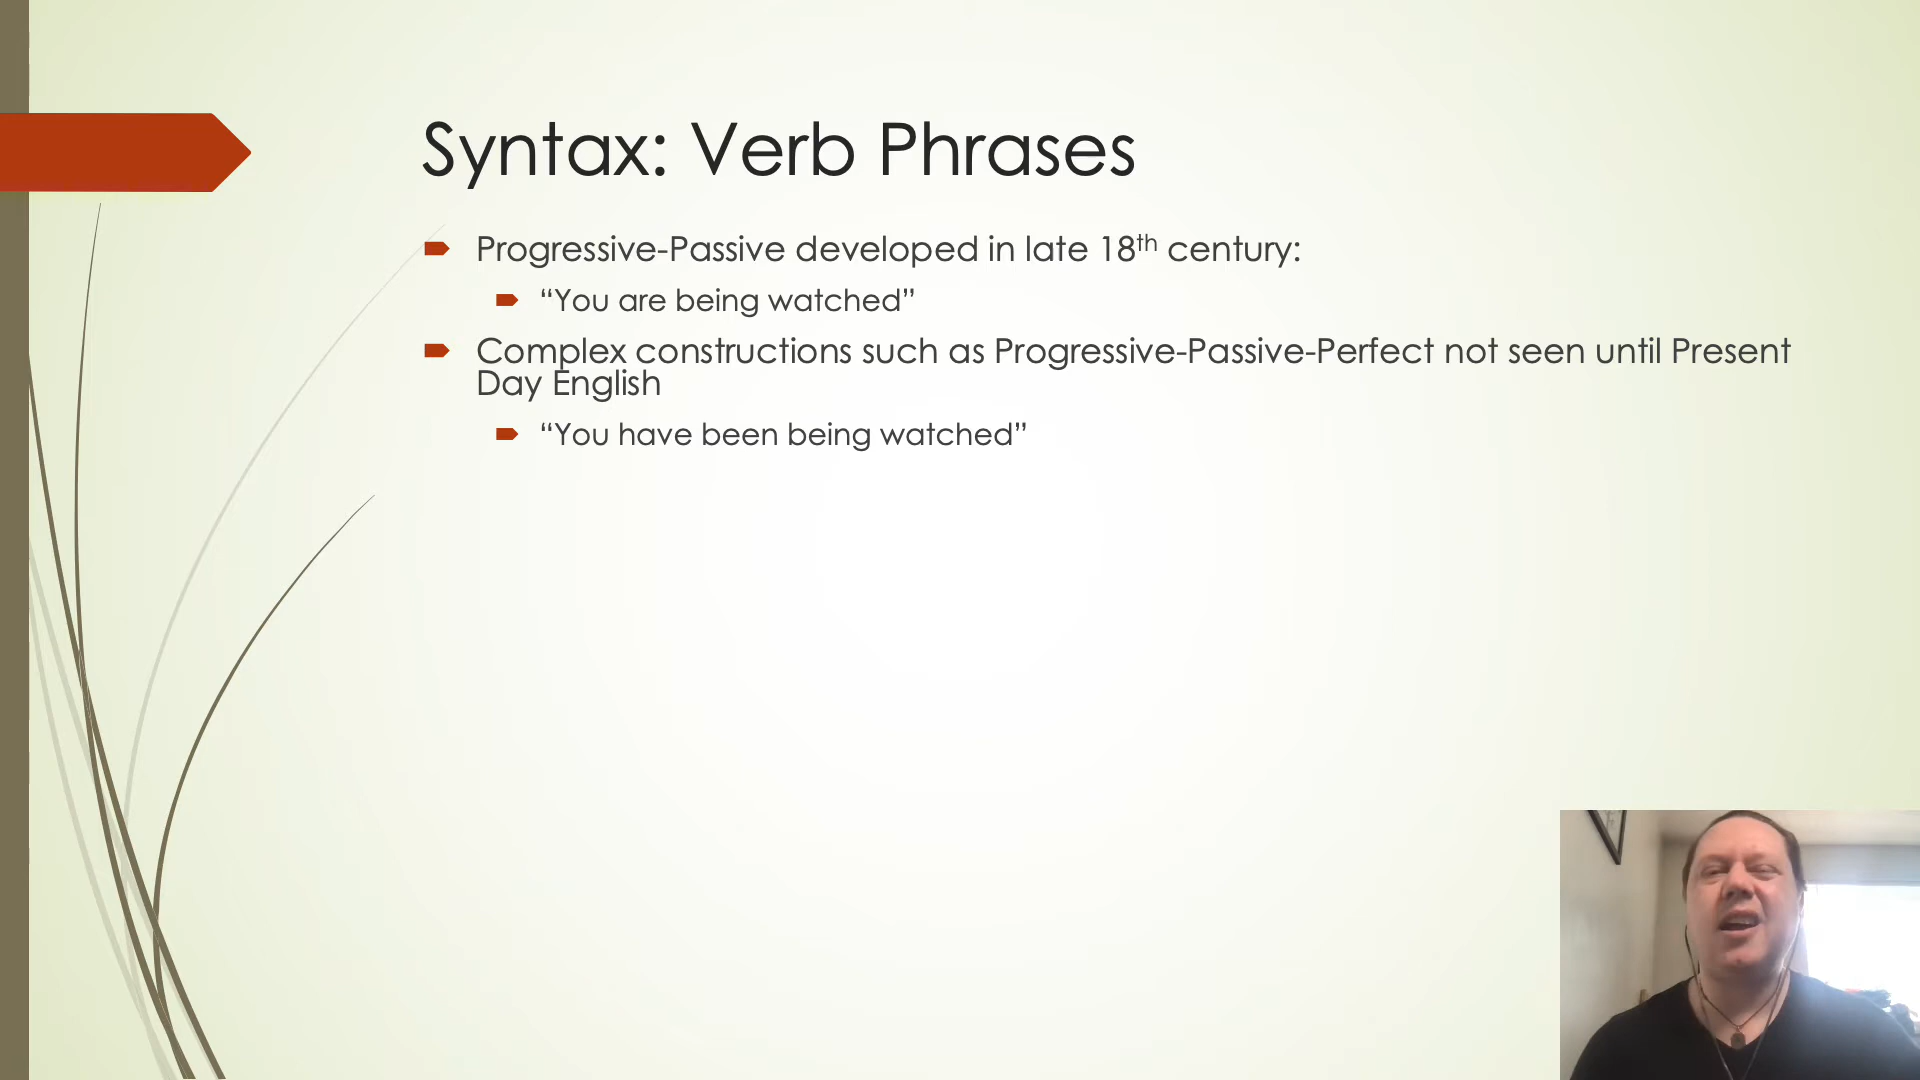 Syntax: Verb Phrases
Progressive-Passive developed in late 18th century:
“You are being watched”
Complex constructions such as Progressive-Passive-Perfect not seen until Present
Day English
“You have been being watched”